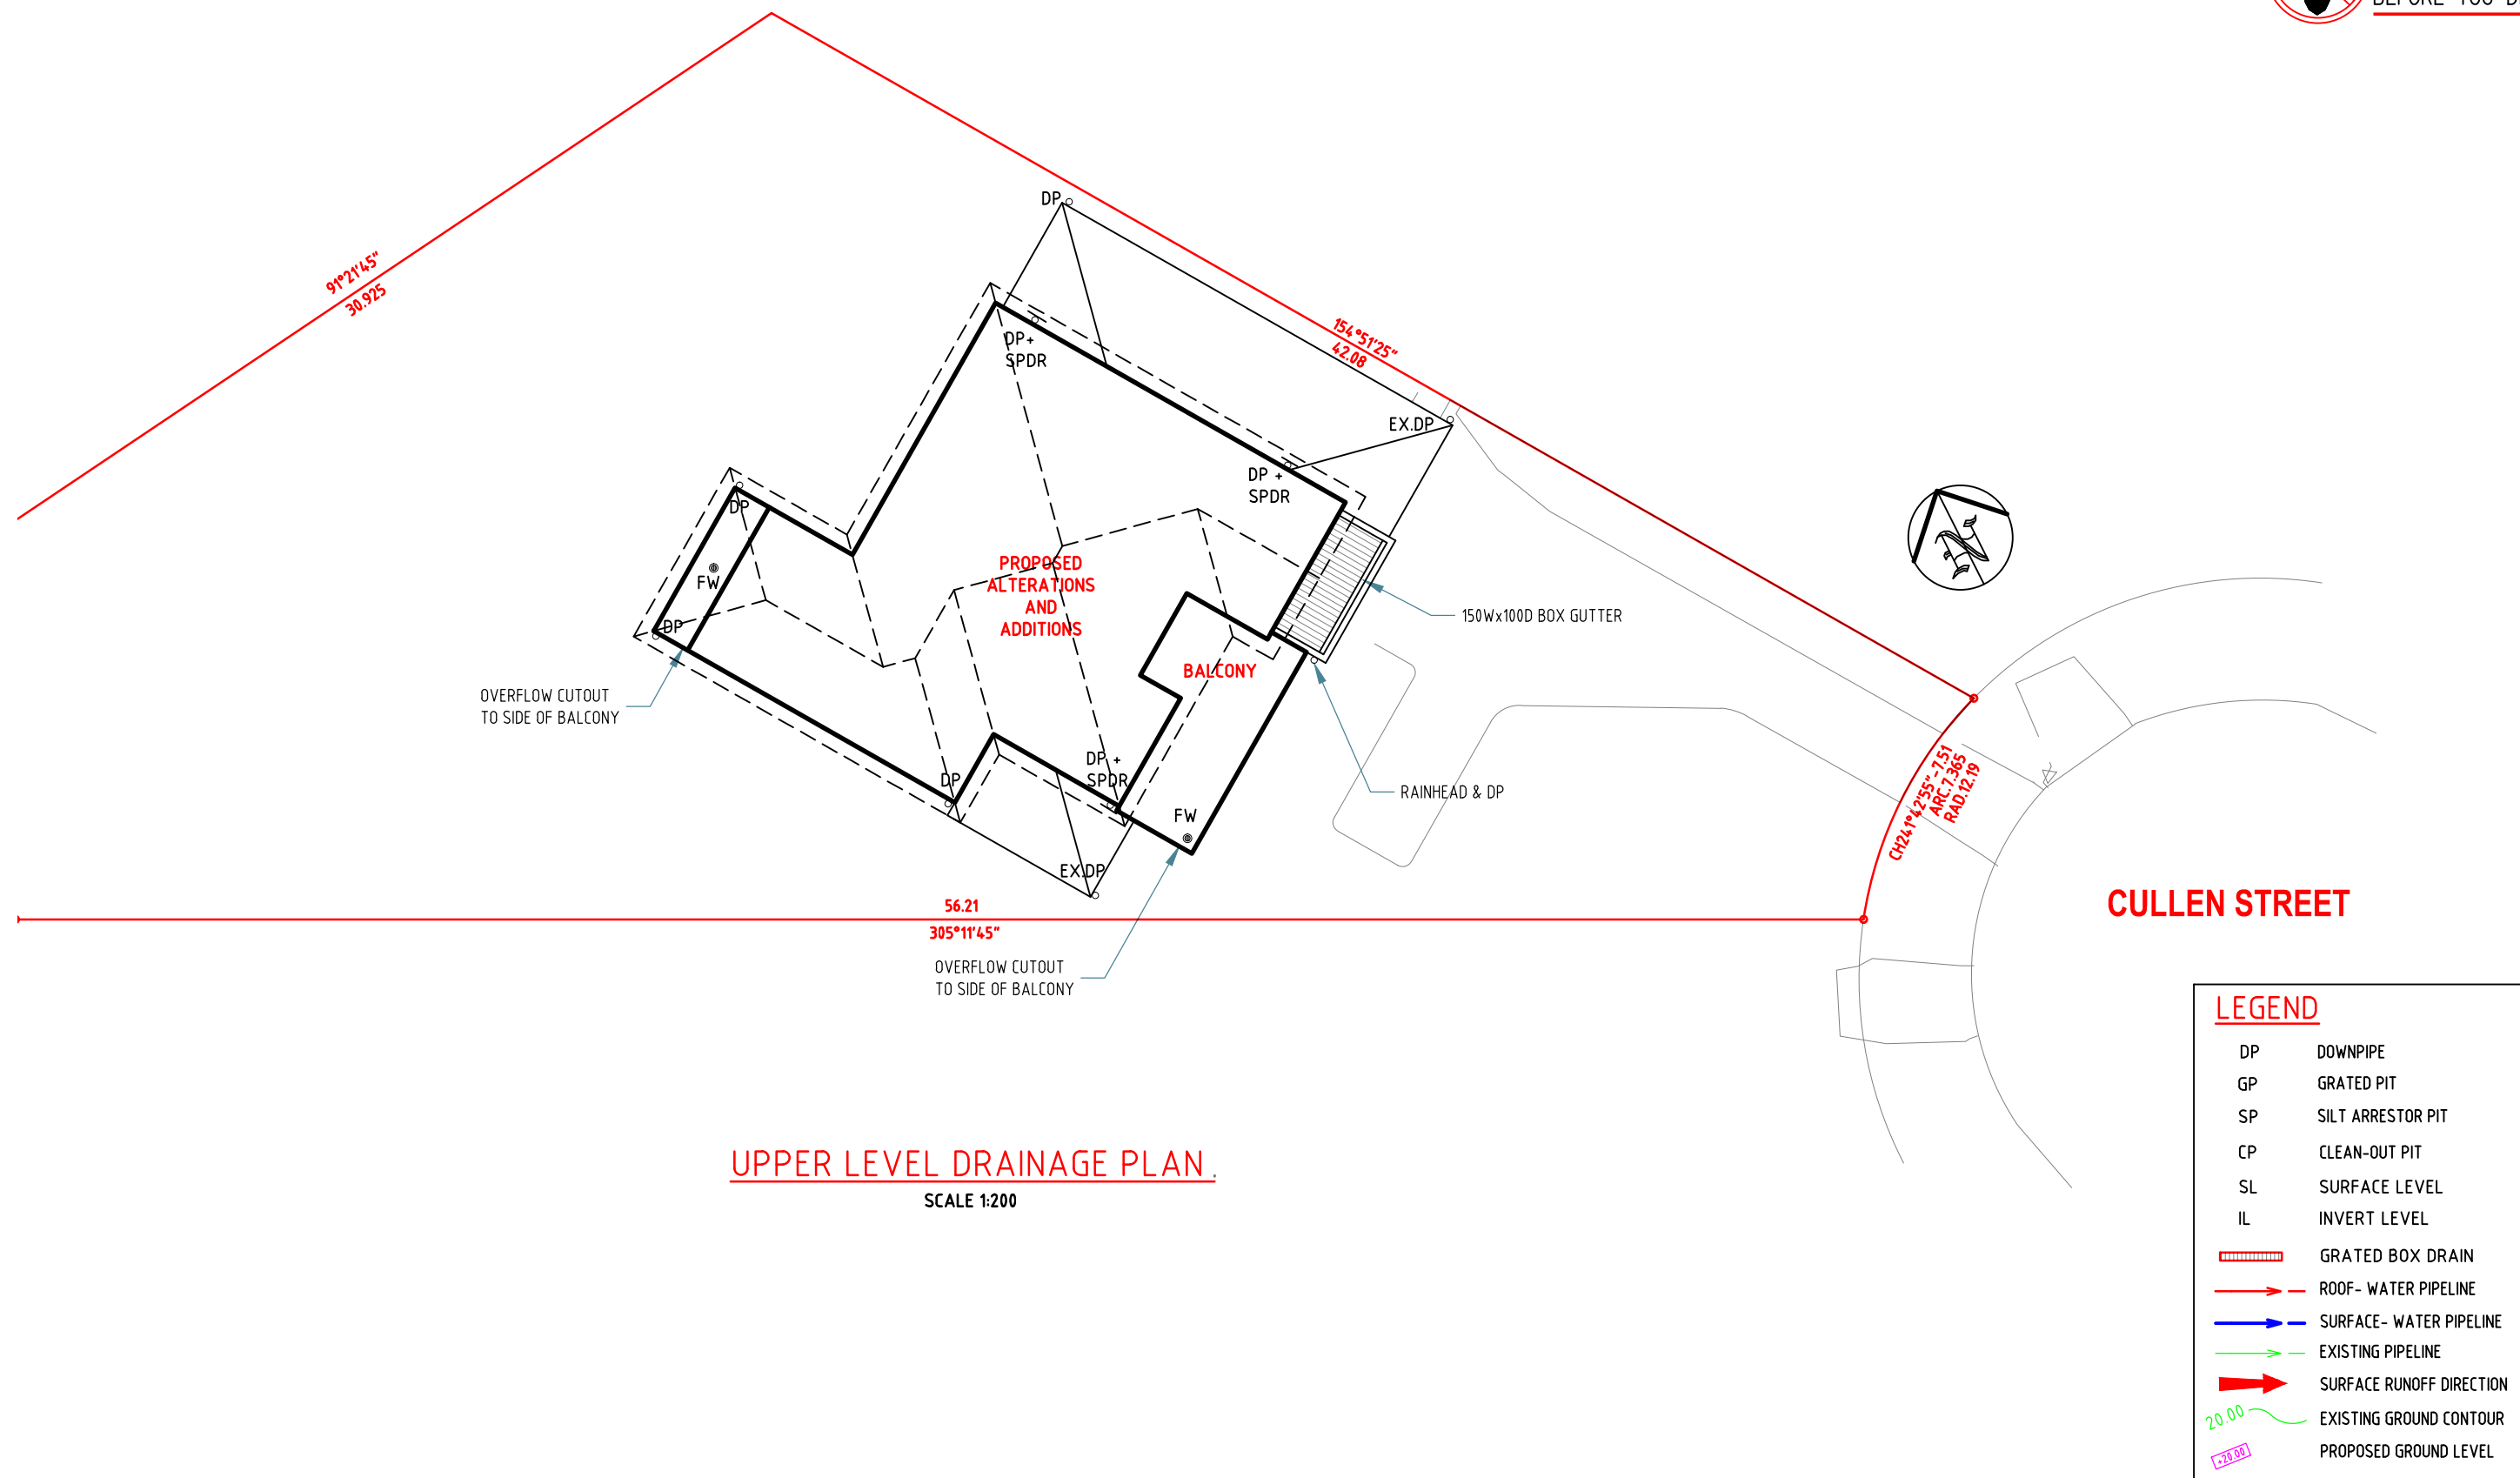 BEFORE YOU D
91°21'45"
30.925
DP
154°51'25"
42.08
DP+
SPDR
EX.DP
DP +
SPDR
DP
FW
PROPOSED
ALTERATIONS
AND
ADDITIONS
150Wx100D BOX GUTTER
DP
BALCONY
OVERFLOW CUTOUT
TO SIDE OF BALCONY
DP +
SPDR
DP
RAINHEAD & DP
CH241°42'55"-7.51
ARC.7.365
RAD.12.19
FW
EX.DP
CULLEN STREET
56.21
305°11'45"
OVERFLOW CUTOUT
TO SIDE OF BALCONY
UPPER LEVEL DRAINAGE PLAN.
SCALE 1:200
LEGEND
DP DOWNPIPE
GP GRATED PIT
SP SILT ARRESTOR PIT
CP CLEAN-OUT PIT
SL SURFACE LEVEL
IL INVERT LEVEL
GRATED BOX DRAIN
ROOF- WATER PIPELINE
SURFACE- WATER PIPELINE
EXISTING PIPELINE
SURFACE RUNOFF DIRECTION
20.00 EXISTING GROUND CONTOUR
+20.00 PROPOSED GROUND LEVEL